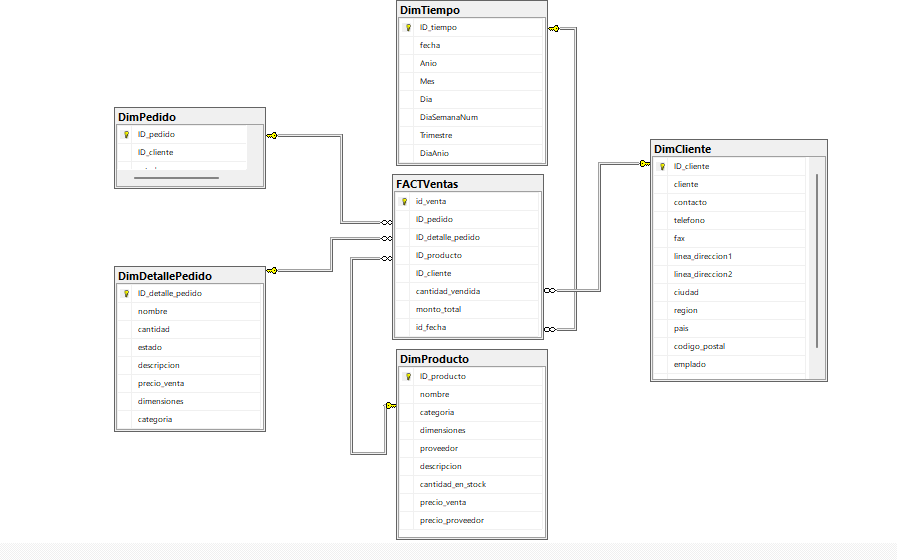 DimTiempo
ID_tiempo
fecha
Anio
Mes
Dia
DiaSemanaNum
Trimestre
DiaAnio
DimPedido
ID_pedido
ID_cliente
FACTVentas
id_venta
ID_pedido
ID_detalle_pedido
ID_producto
ID_cliente
cantidad_vendida
monto_total
id_fecha
DimCliente
ID_cliente
cliente
contacto
telefono
fax
linea_direccion1
linea_direccion2
ciudad
region
pais
codigo_postal
emplado
DimDetallePedido
ID_detalle_pedido
nombre
cantidad
estado
descripcion
precio_venta
dimensiones
categoria
DimProducto
ID_producto
nombre
categoria
dimensiones
proveedor
descripcion
cantidad_en_stock
precio_venta
precio_proveedor